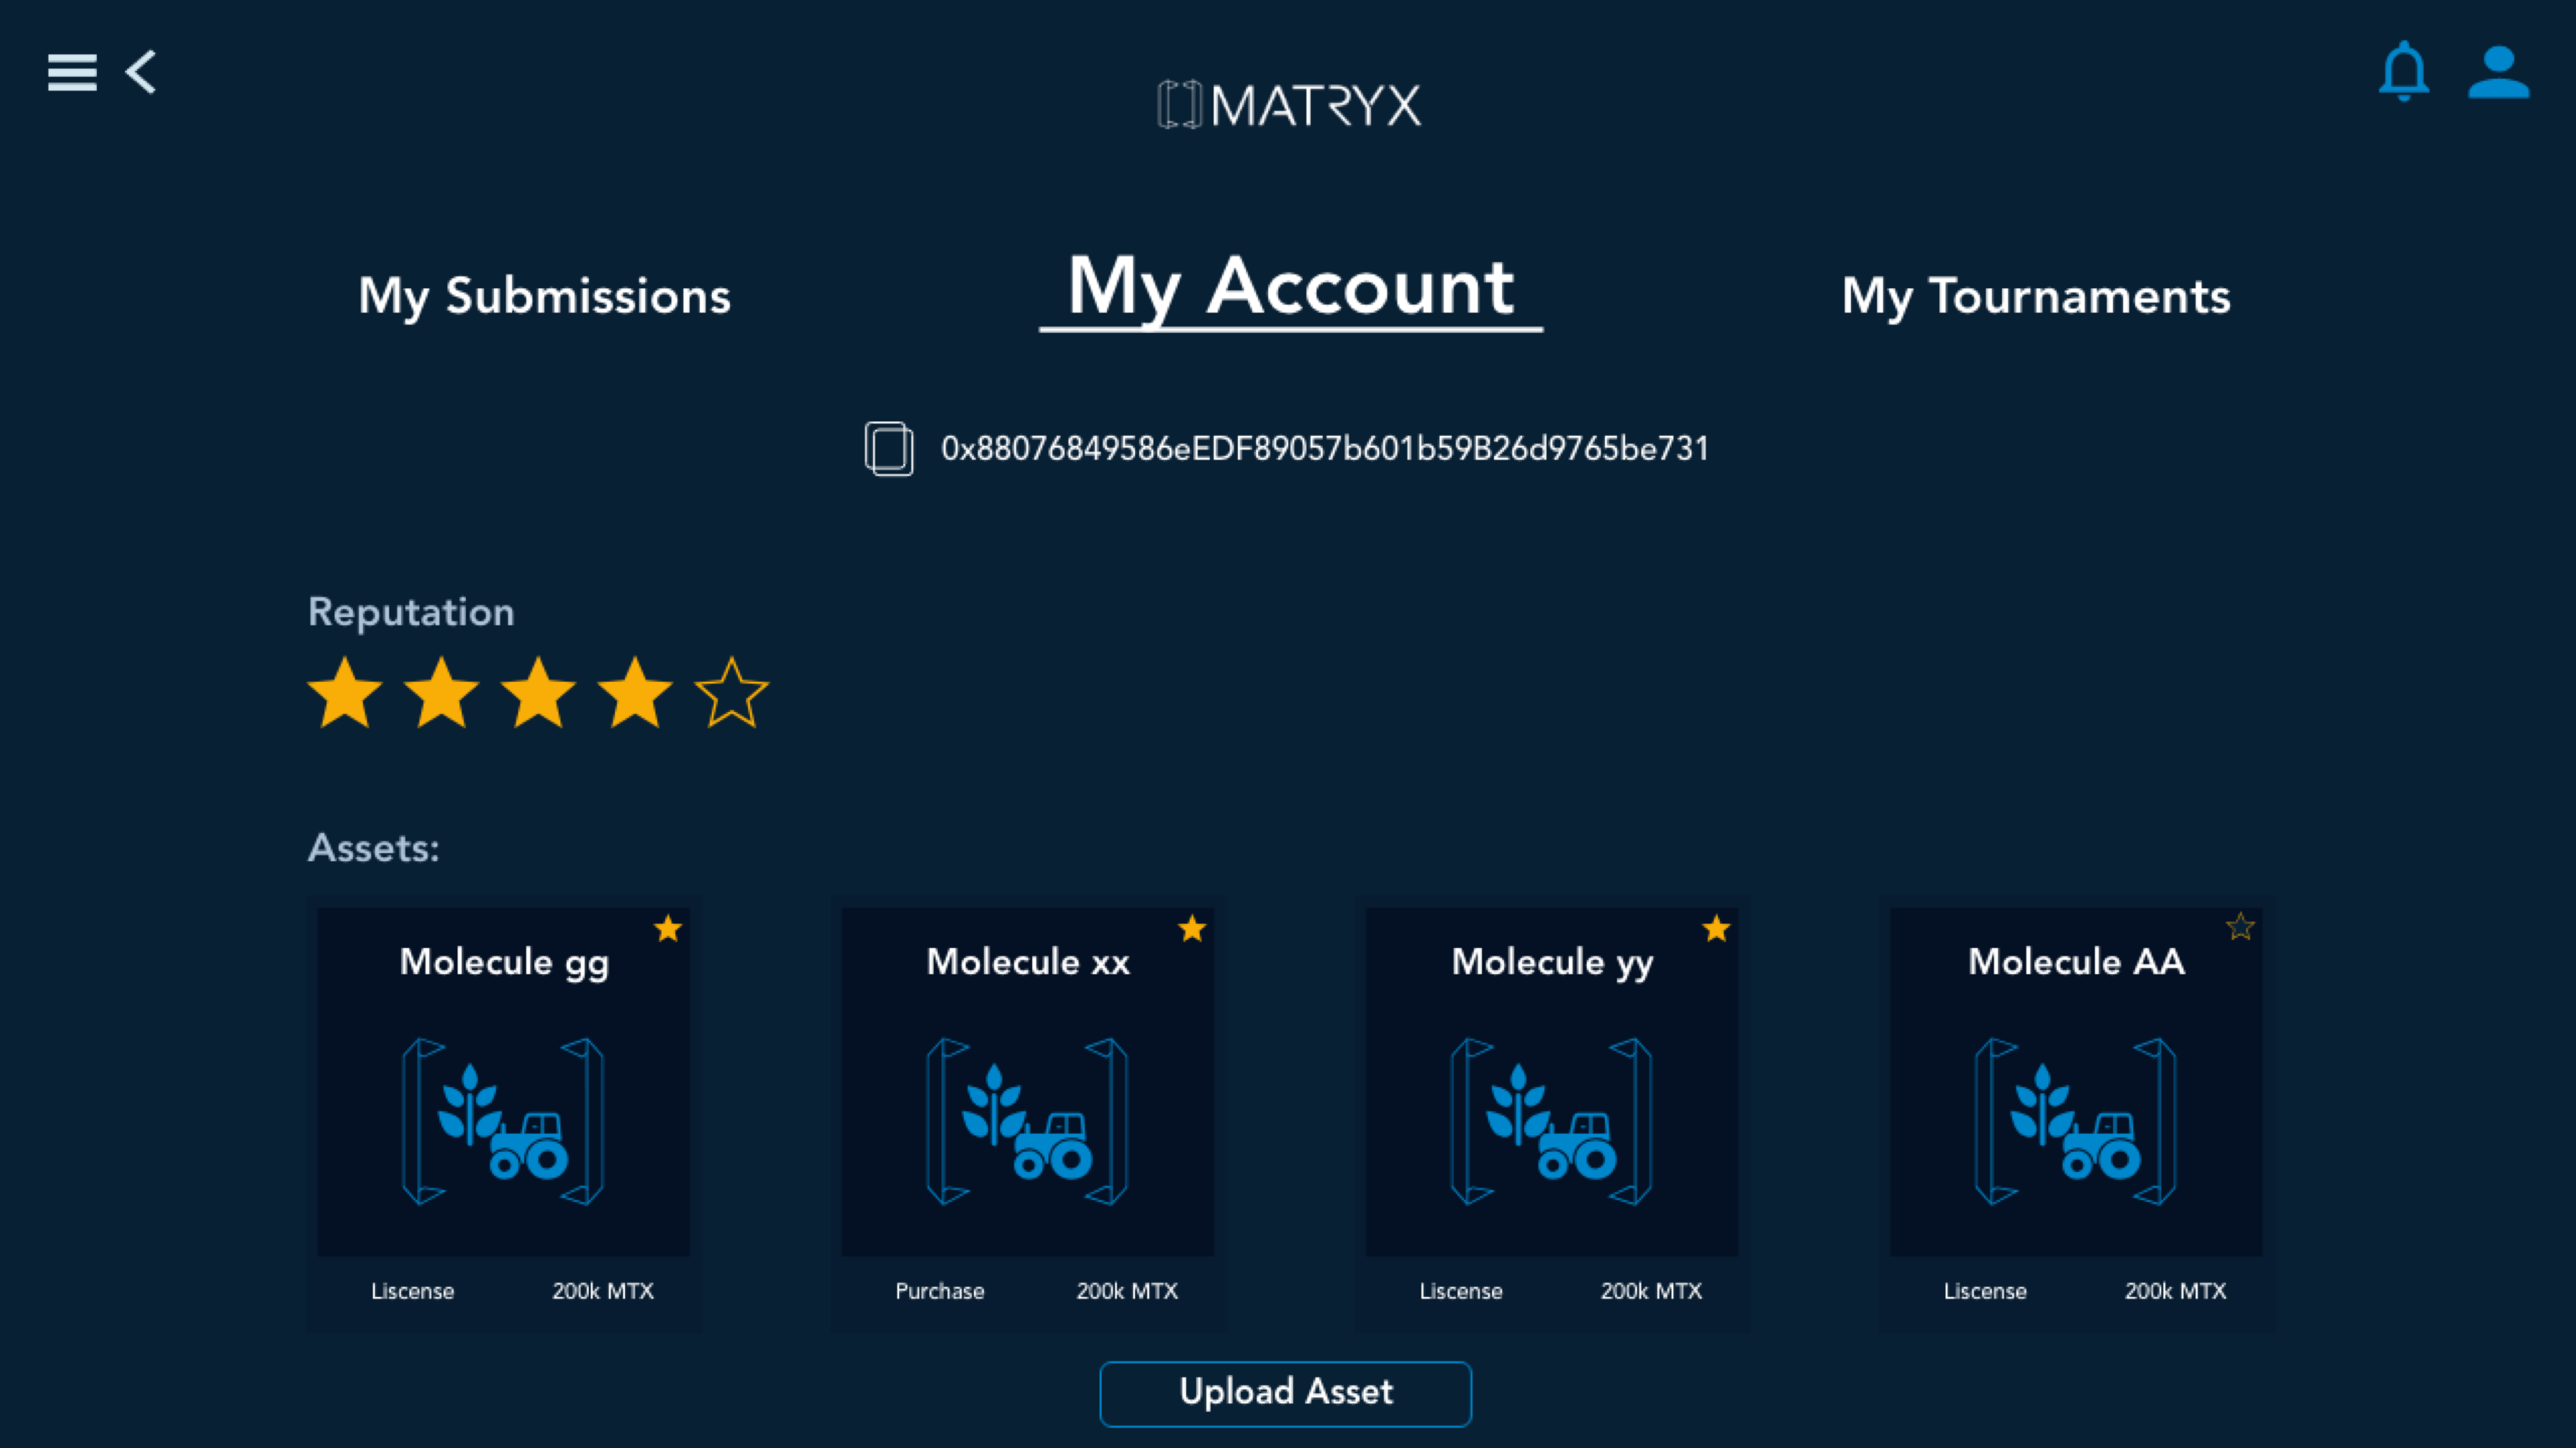 MATRYX
My Submissions
My Account
My Tournaments
0x88076849586eEDF89057b601b59B26d9765be731
Reputation
Assets:
Molecule gg
Molecule xx
Molecule yy
Molecule AA
Liscense 200k MTX
Purchase 200k MTX
Liscense 200k MTX
Liscense 200k MTX
Upload Asset